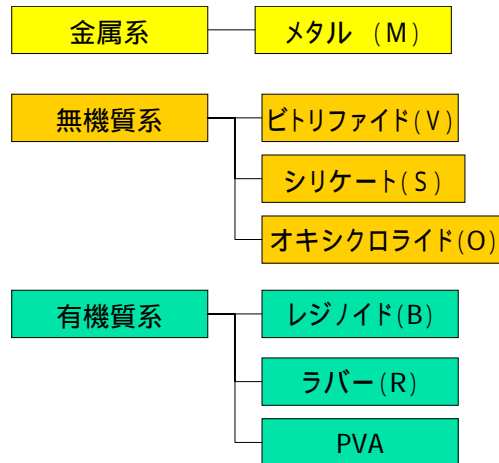 金属系
メタル (M)
無機質系
ビトリファイド(V)
シリケート(S)
オキシクロライド(O)
有機質系
レジノイド(B)
ラバー(R)
PVA